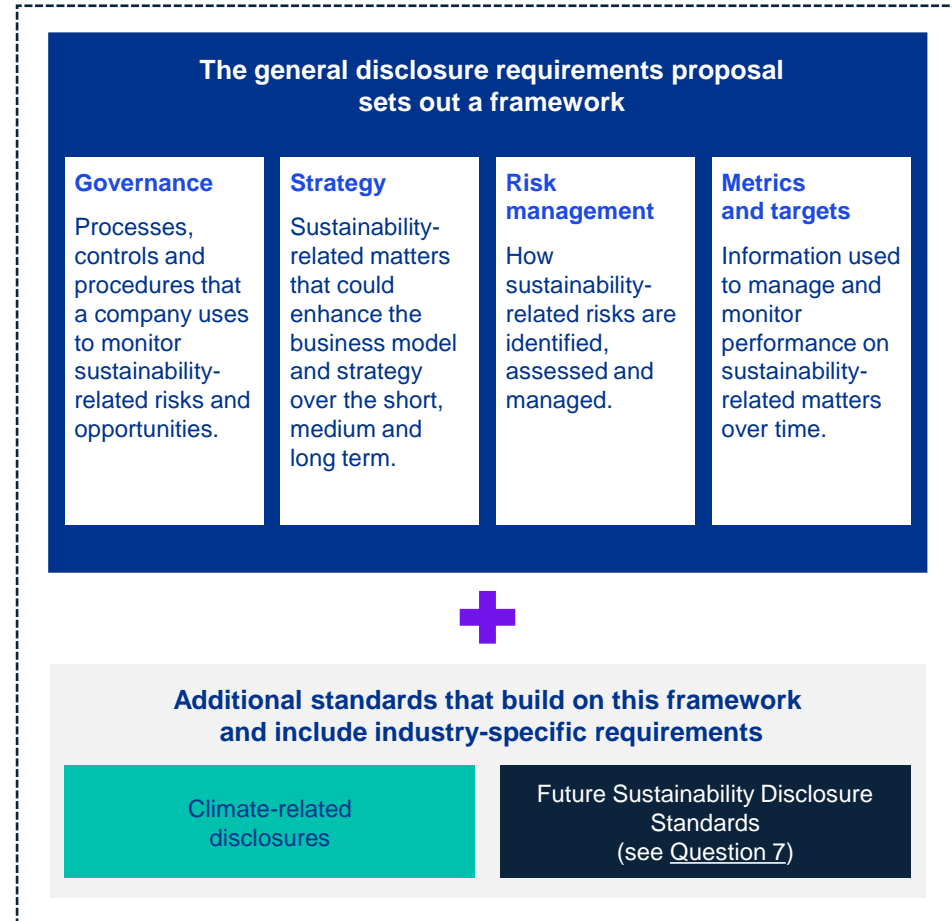 The general disclosure requirements proposal
sets out a framework
Governance
Processes,
controls and
procedures that
a company uses
to monitor
sustainability-
related risks and
opportunities.
Strategy
Sustainability-
related matters
that could
enhance the
business model
and strategy
over the short,
medium and
long term.
Risk
management
How
sustainability-
related risks are
identified,
assessed and
managed.
Metrics
and targets
Information used
to manage and
monitor
performance on
sustainability-
related matters
over time.
Additional standards that build on this framework
and include industry-specific requirements
Climate-related
disclosures
Future Sustainability Disclosure
Standards
(see Question 7)